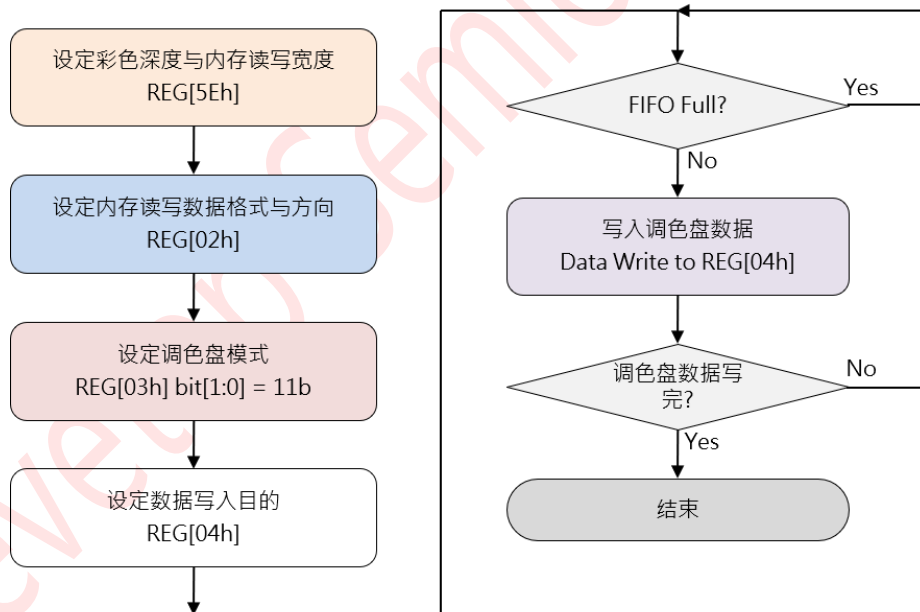 设定彩色深度与内存读写宽度
REG[5Eh]
设定内存读写数据格式与方向
REG[02h]
设定调色盘模式
REG[03h] bit[1:0] = 11b
设定数据写入目的
REG[04h]
FIFO Full?
Yes
No
写入调色盘数据
Data Write to REG[04h]
调色盘数据写
完?
No
Yes
结束